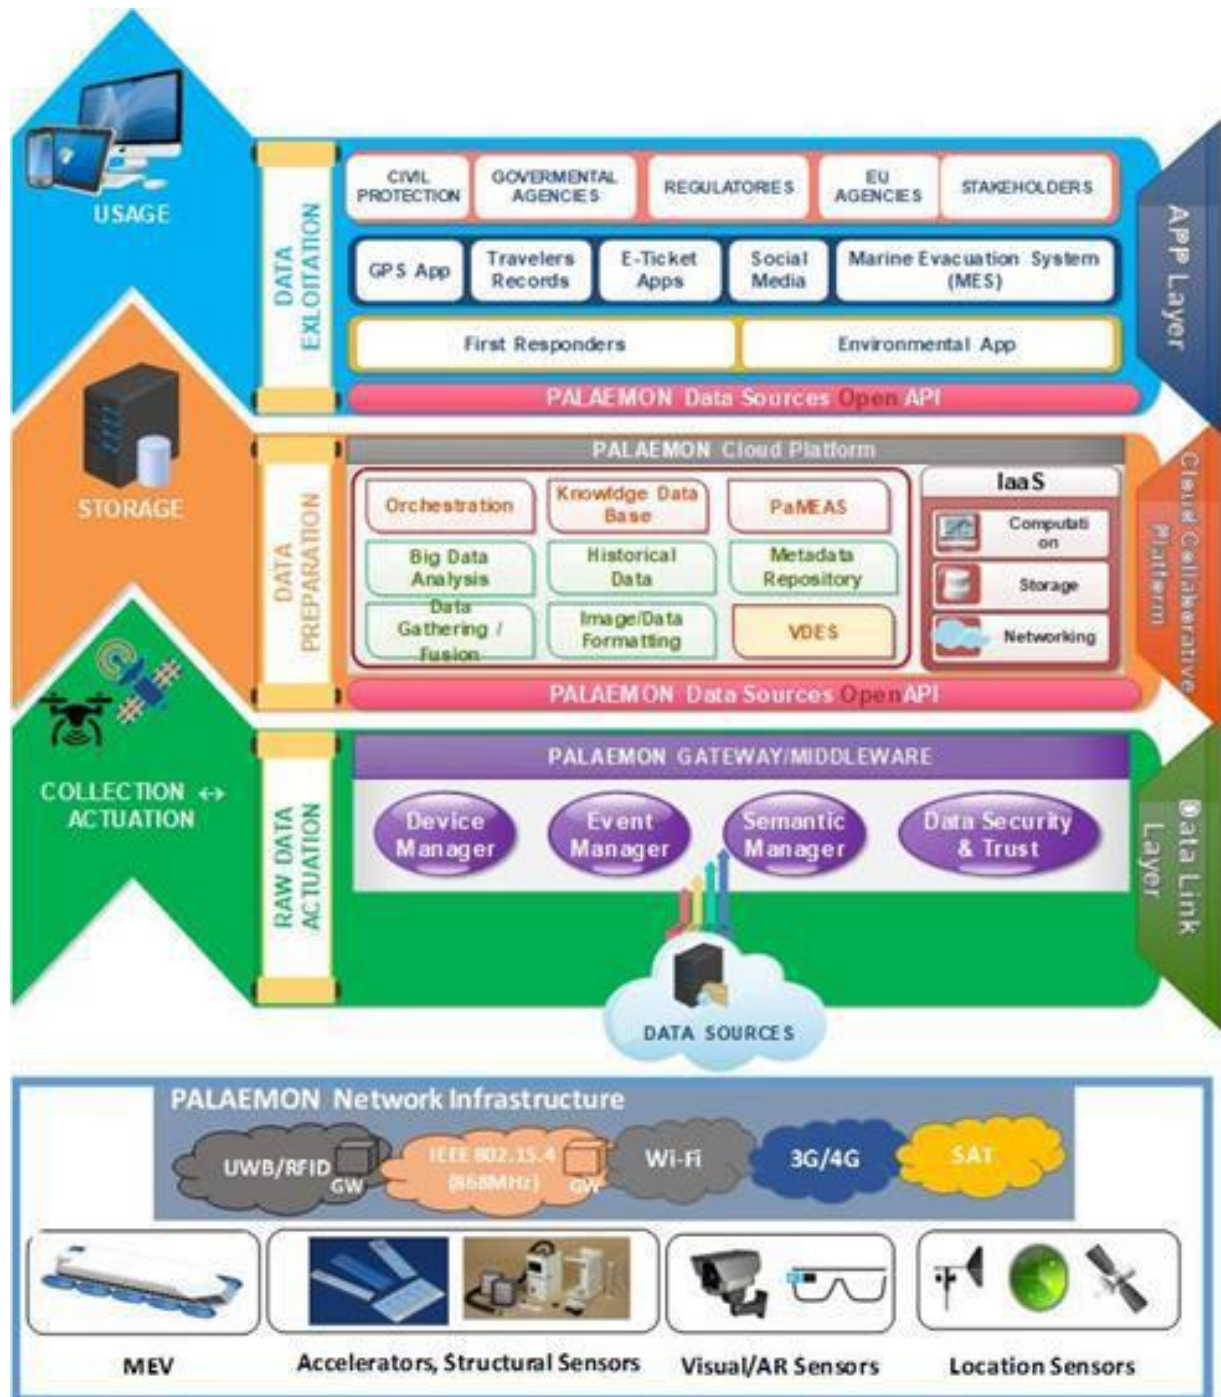 USAGE
DATA
EXLOITATION
CIVIL
PROTECTION
GOVERMENTAL
AGENCIES
REGULATORIES
EU
AGENCIES
STAKEHOLDERS
GPS App
Travelers
Records
E-Ticket
Apps
Social
Media
Marine Evacuation System
(MES)
First Responders
Environmental App
PALAEMON Data Sources Open API
APP Layer
STORAGE
DATA
PREPARATION
PALAEMON Cloud Platform
Orchestration
Knowldge Data
Base
PaMEAS
Big Data
Analysis
Historical
Data
Metadata
Repository
Data
Gathering /
Fusion
Image/Data
Formatting
VDES
IaaS
Computati
on
Storage
Networking
PALAEMON Data Sources Open API
Cloud Collaborative
Platform
COLLECTION ↔
ACTUATION
RAW DATA
ACTUATION
PALAEMON GATEWAY/MIDDLEWARE
Device
Manager
Event
Manager
Semantic
Manager
Data Security
& Trust
Data Link
Layer
DATA SOURCES
PALAEMON Network Infrastructure
UWB/RFID
GW
IEEE 802.15.4
(868MHz)
GW
Wi-Fi
3G/4G
SAT
MEV
Accelerators, Structural Sensors
Visual/AR Sensors
Location Sensors